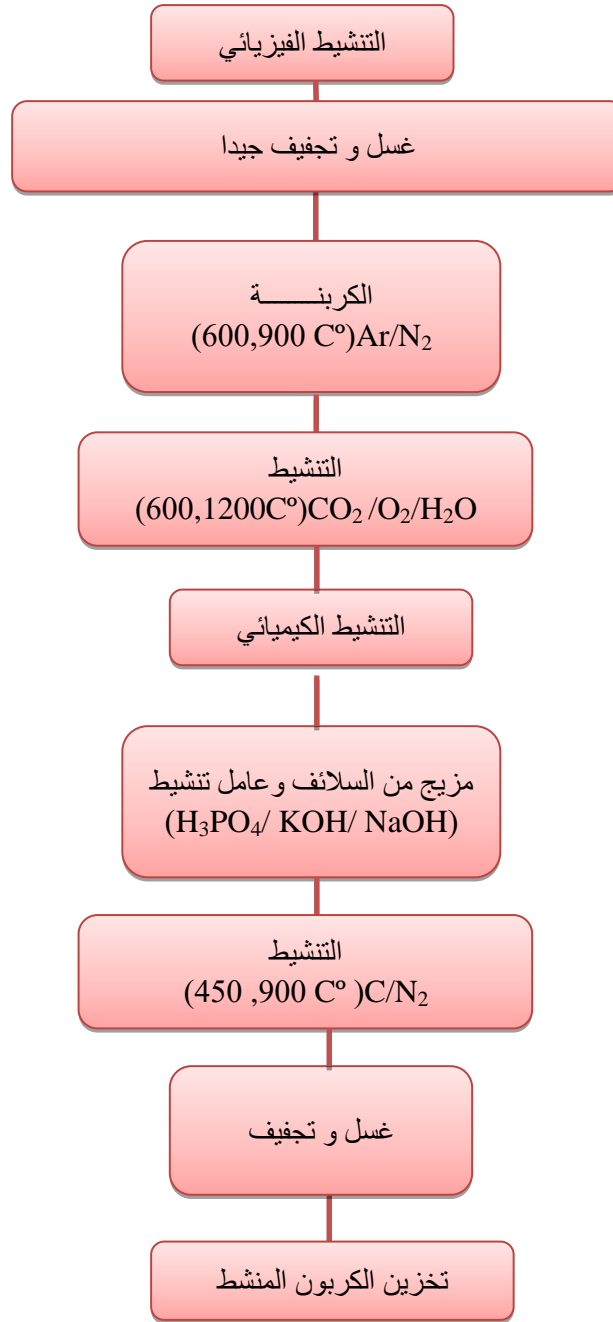 التنشيط الفيزيائي
غسل و تجفيف جيدا
الكربنـــــــة
(600,900 Cº)Ar/N₂
التنشيط
(600,1200Cº)CO₂ /O₂/H₂O
التنشيط الكيميائي
مزيج من السلائف وعامل تنشيط
(H₃PO₄/ KOH/ NaOH)
التنشيط
(450 ,900 Cº )C/N₂
غسل و تجفيف
تخزين الكربون المنشط